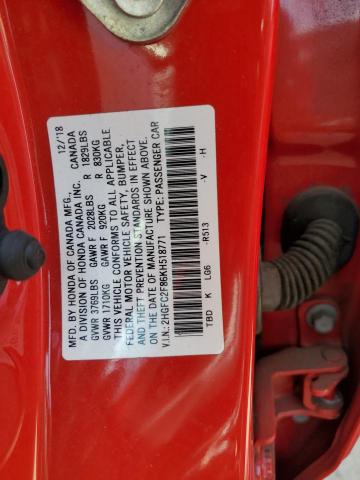 MFD. BY HONDA OF CANADA MFG., 12/'18
A DIVISION OF HONDA CANADA INC. CANADA
GVWR 3769LBS GAWR F 2028LBS R 1829LBS
GVWR 1710KG GAWR F 920KG R 830KG
THIS VEHICLE CONFORMS TO ALL APPLICABLE
FEDERAL MOTOR VEHICLE SAFETY, BUMPER,
AND THEFT PREVENTION STANDARDS IN EFFECT
ON THE DATE OF MANUFACTURE SHOWN ABOVE.
V.I.N.: 2HGFC2F86KH518771 TYPE: PASSENGER CAR
TBD K LG6 -R513 -V -H